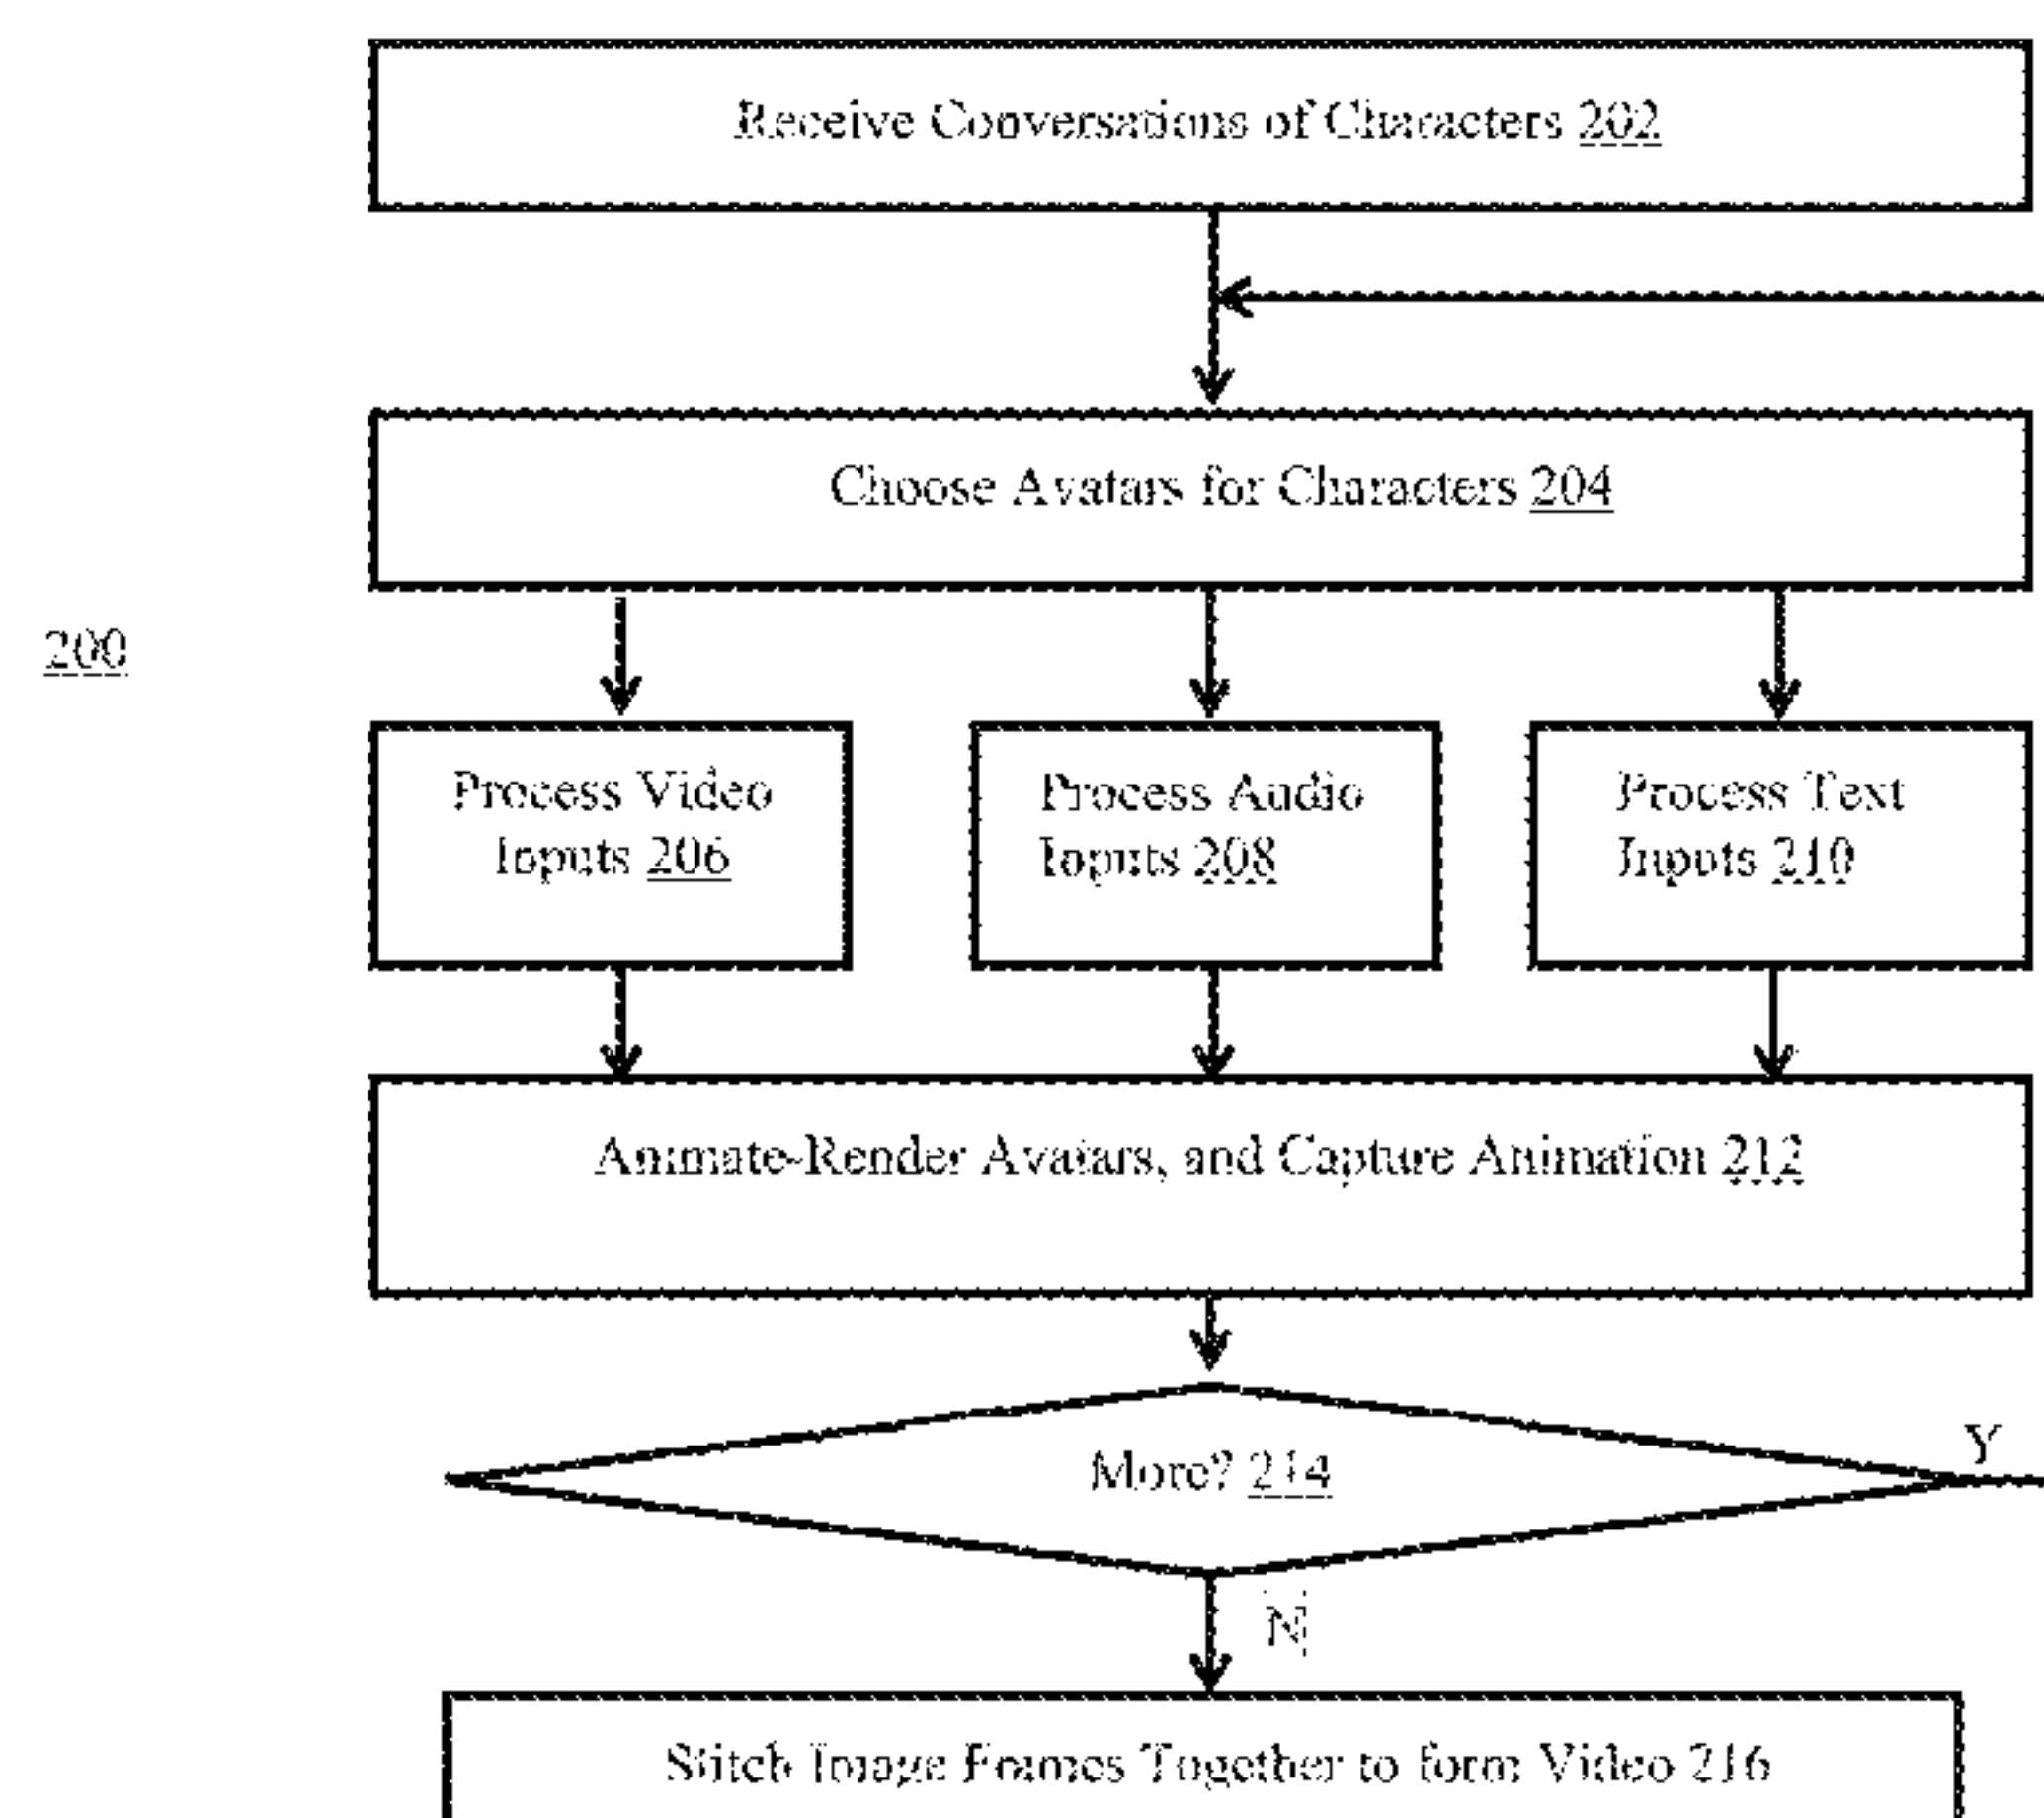 Receive Conversations of Characters 202
Choose Avatars for Characters 204
200
Process Video
Inputs 206
Process Audio
Inputs 208
Process Text
Inputs 210
Animate-Render Avatars, and Capture Animation 212
Y
More? 214
N
Stitch Image Frames Together to form Video 216